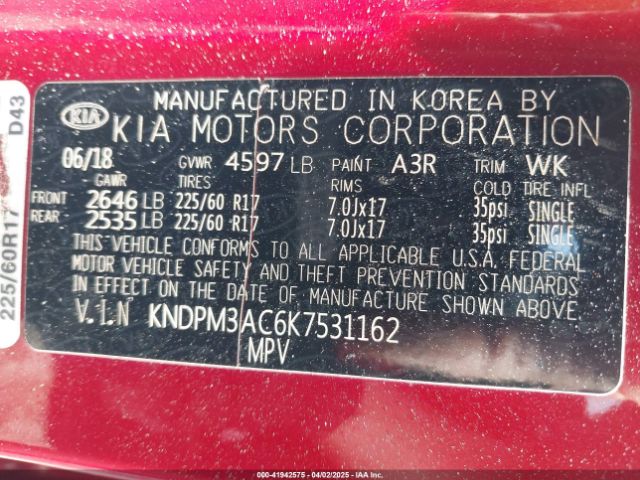 MANUFACTURED IN KOREA BY
KIA KIA MOTORS CORPORATION
06/18 GVWR 4597 LB PAINT A3R TRIM WK
GAWR TIRES RIMS COLD TIRE INFL
FRONT 2646 LB 225/60 R17 7.0Jx17 35psi SINGLE
REAR 2535 LB 225/60 R17 7.0Jx17 35psi SINGLE
THIS VEHICLE CONFORMS TO ALL APPLICABLE U.S.A. FEDERAL
MOTOR VEHICLE SAFETY AND THEFT PREVENTION STANDARDS
IN EFFECT ON THE DATE OF MANUFACTURE SHOWN ABOVE.
V.I.N KNDPM3AC6K7531162
MPV
225/60R17 D43
000-41942575 - 04/02/2025 - IAAI.COM